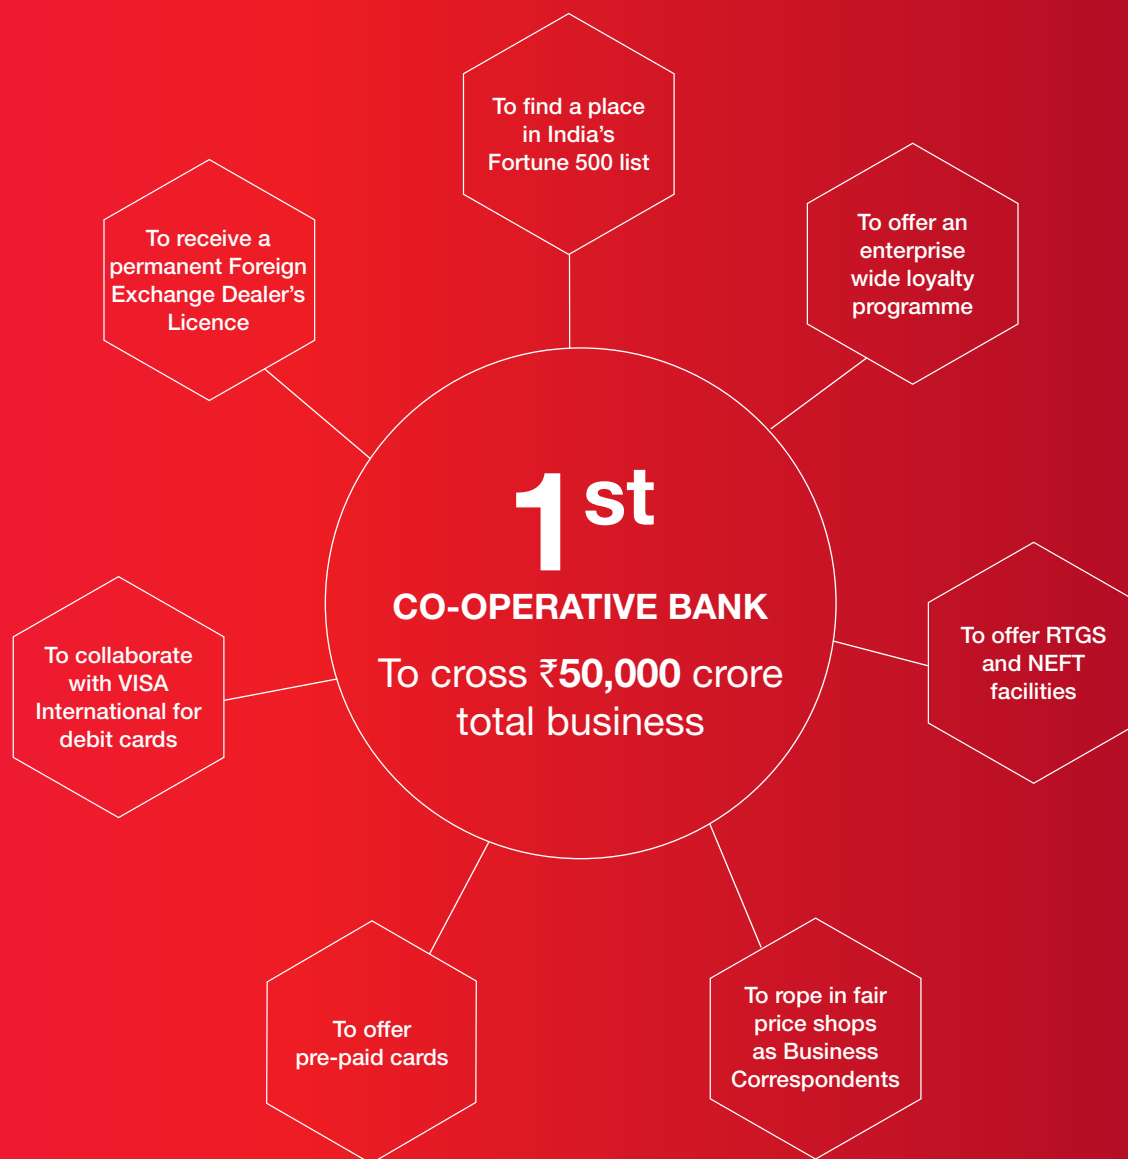 To find a place
in India’s
Fortune 500 list
To receive a
permanent Foreign
Exchange Dealer’s
Licence
To offer an
enterprise
wide loyalty
programme
1st
CO-OPERATIVE BANK
To cross ₹50,000 crore
total business
To collaborate
with VISA
International for
debit cards
To offer RTGS
and NEFT
facilities
To offer
pre-paid cards
To rope in fair
price shops
as Business
Correspondents